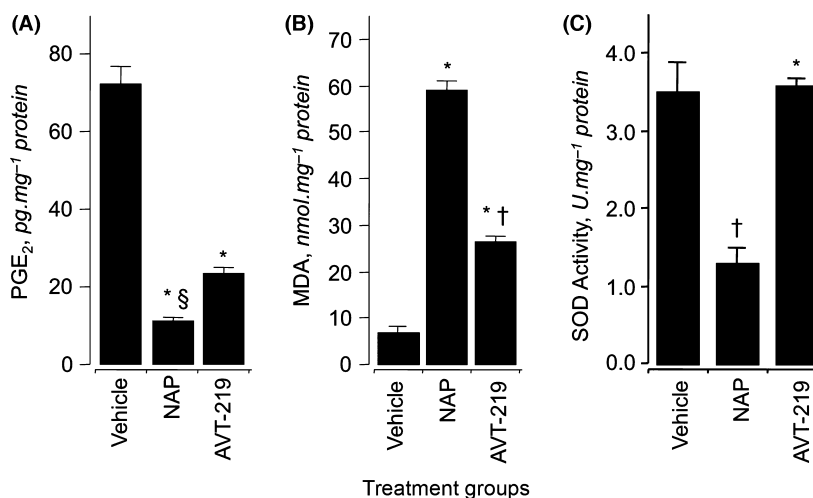 (A)
PGE₂, pg.mg⁻¹ protein
80
60
40
20
0
* §
*
Vehicle
NAP
AVT-219
(B)
MDA, nmol.mg⁻¹ protein
70
60
50
40
30
20
10
0
*
* †
Vehicle
NAP
AVT-219
(C)
SOD Activity, U.mg⁻¹ protein
4.0
3.0
2.0
1.0
0.0
†
*
Vehicle
NAP
AVT-219
Treatment groups